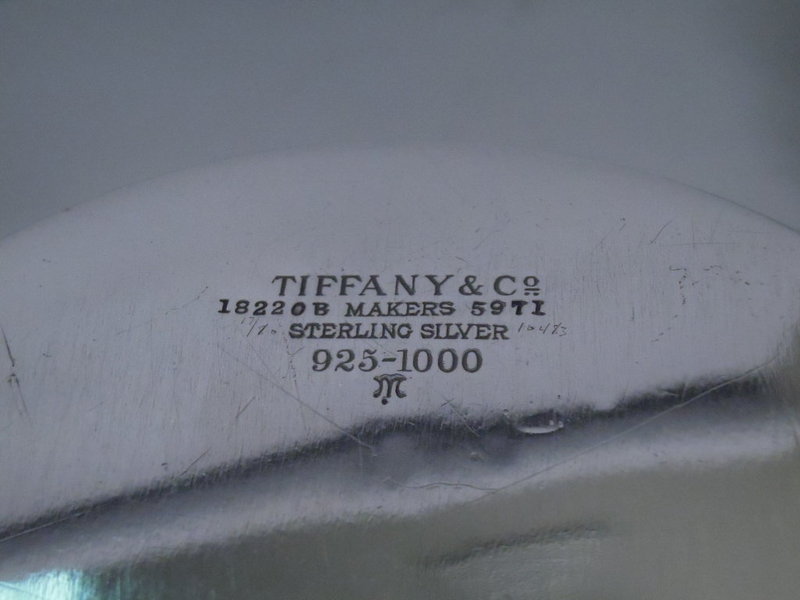 TIFFANY & Co
18220B MAKERS 5971
STERLING SILVER
925-1000
m